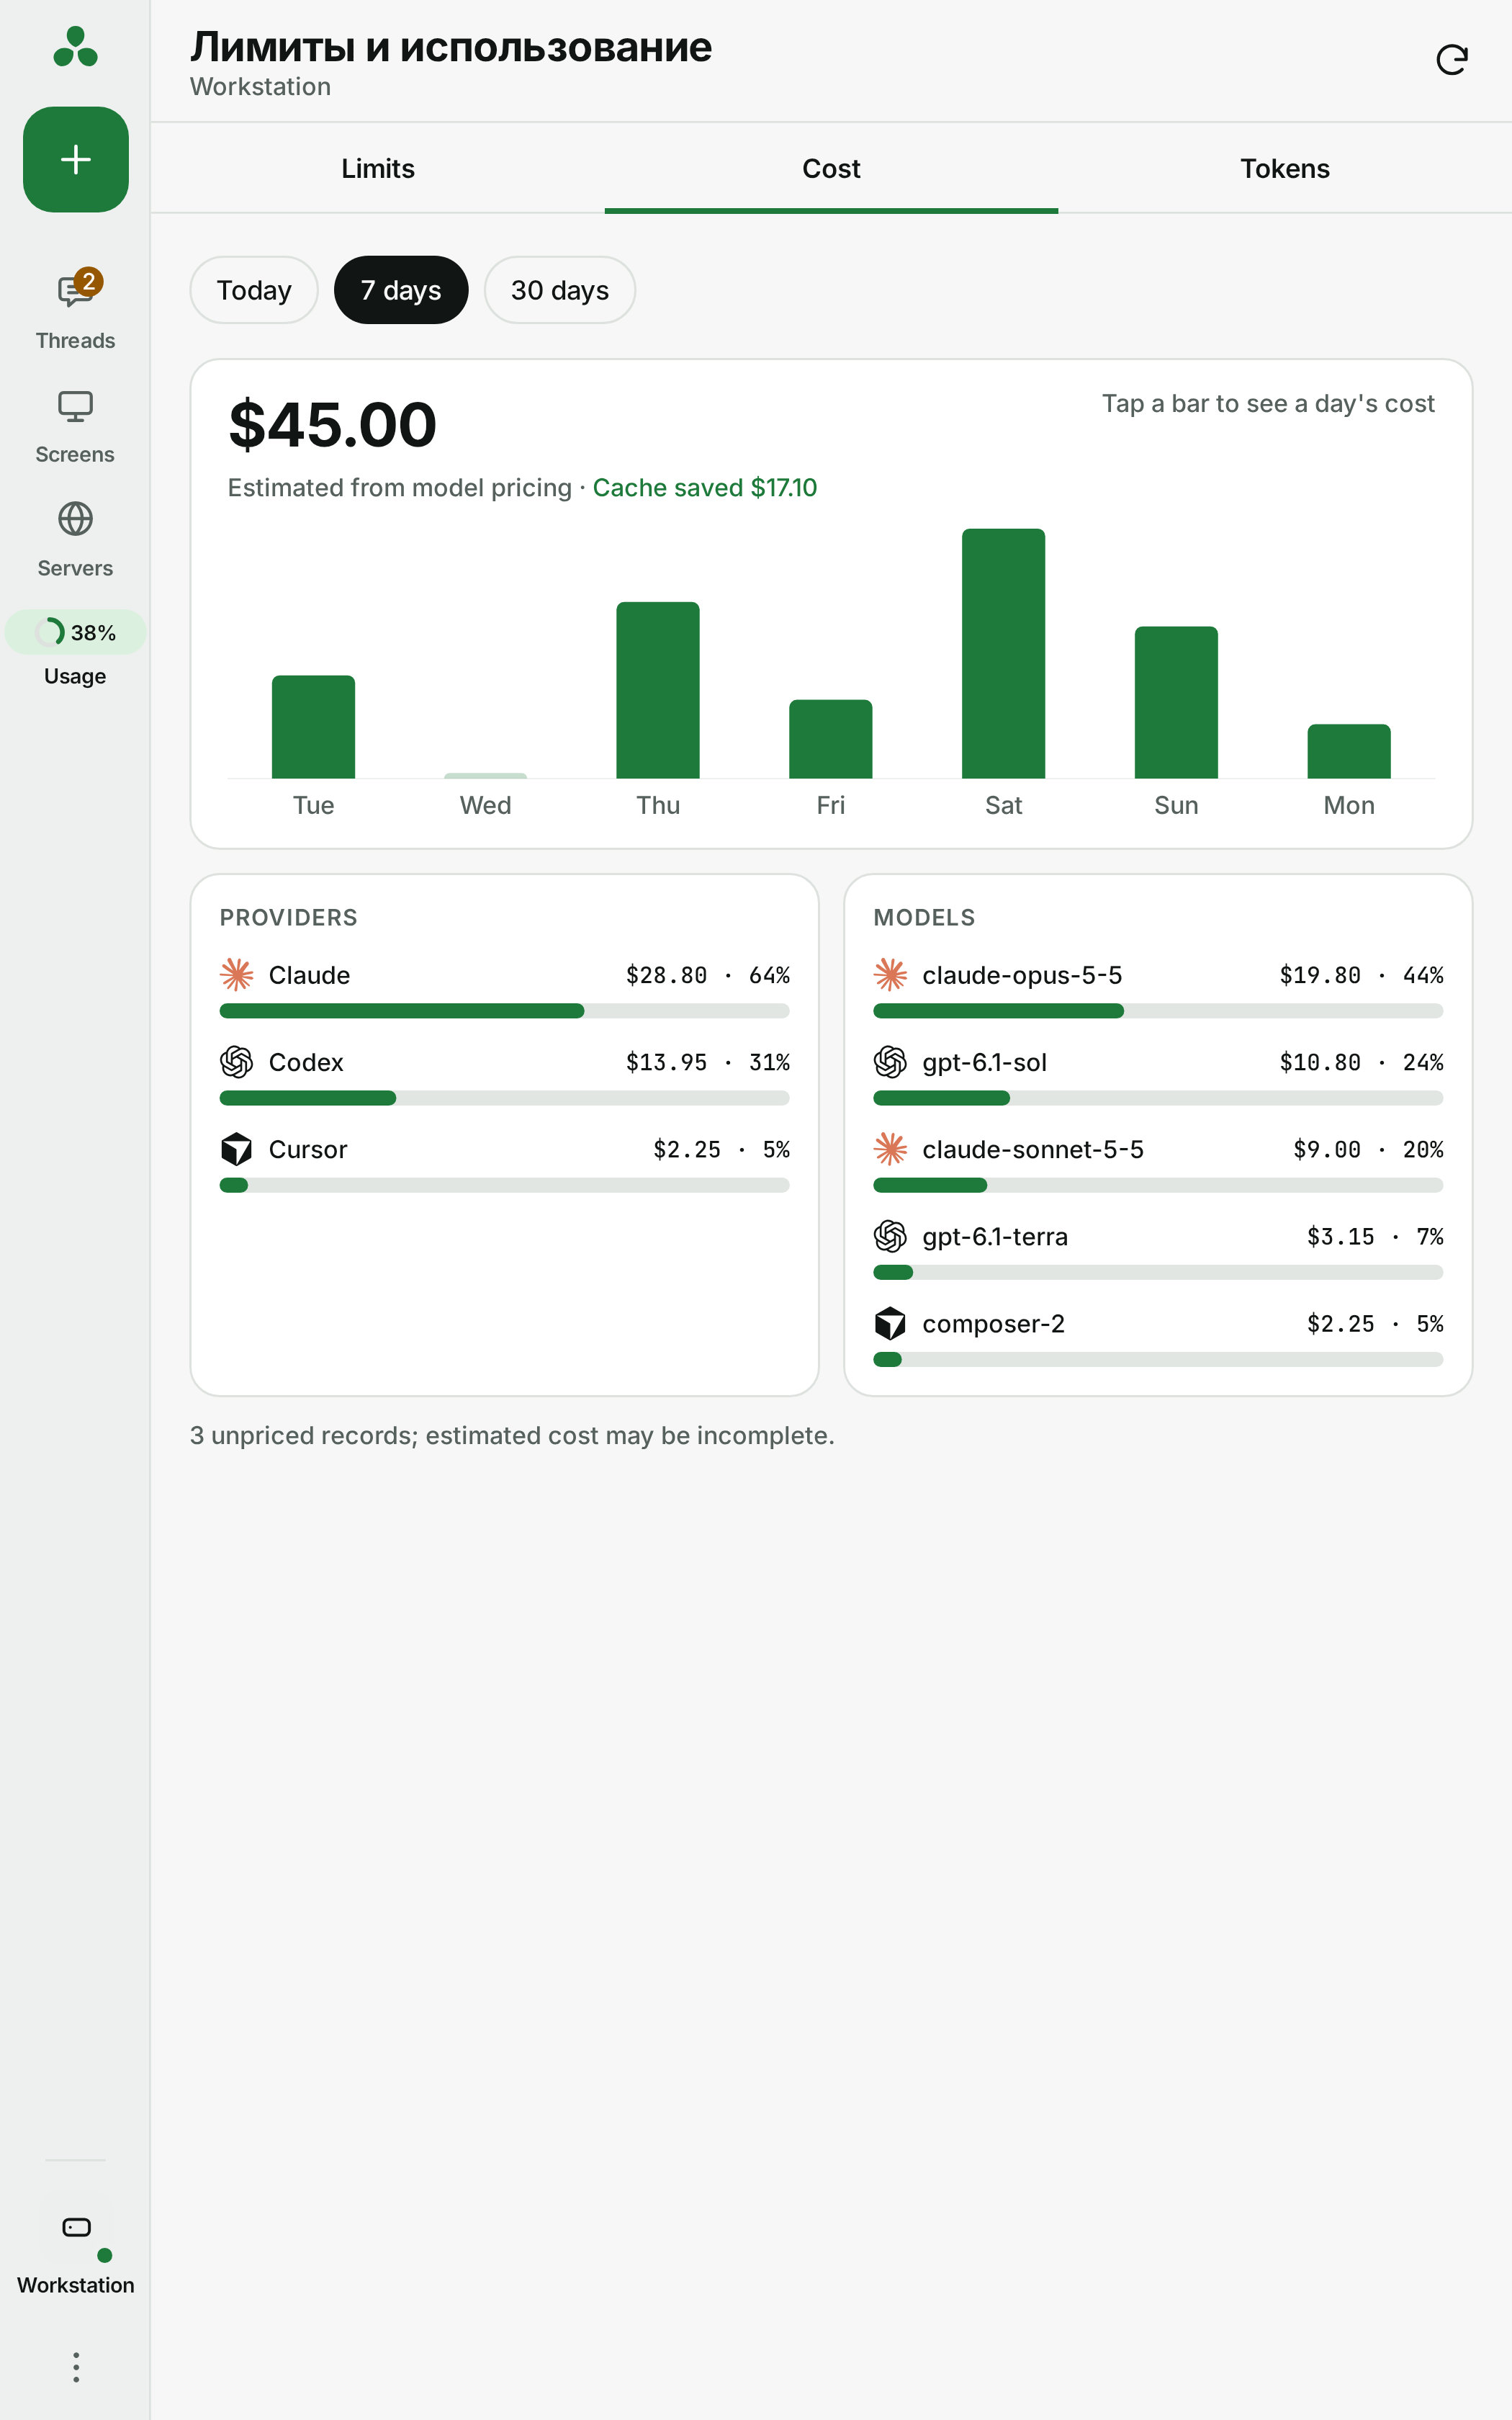 Лимиты и использование
Workstation
Limits
Cost
Tokens
2
Threads
Screens
Servers
38%
Usage
Today
7 days
30 days
$45.00
Tap a bar to see a day's cost
Estimated from model pricing · Cache saved $17.10
Tue
Wed
Thu
Fri
Sat
Sun
Mon
PROVIDERS
Claude $28.80 · 64%
Codex $13.95 · 31%
Cursor $2.25 · 5%
MODELS
claude-opus-5-5 $19.80 · 44%
gpt-6.1-sol $10.80 · 24%
claude-sonnet-5-5 $9.00 · 20%
gpt-6.1-terra $3.15 · 7%
composer-2 $2.25 · 5%
3 unpriced records; estimated cost may be incomplete.
Workstation